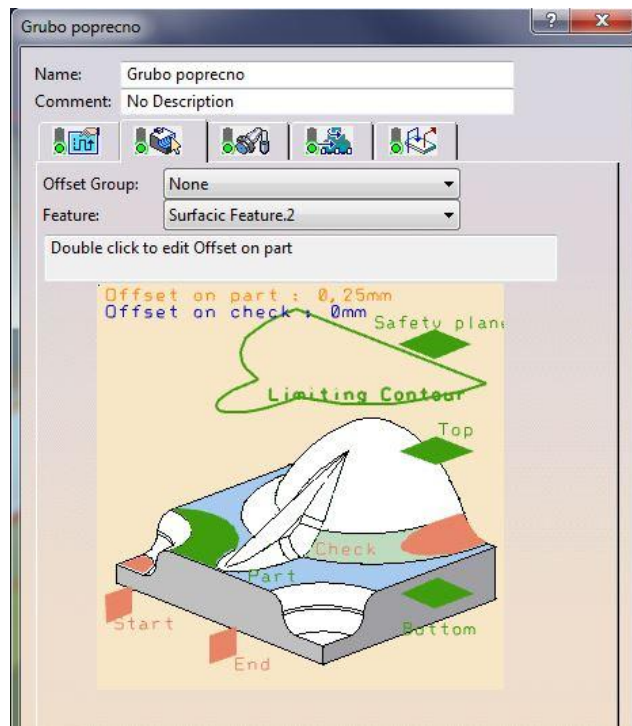 Grubo poprecno
Name: Grubo poprecno
Comment: No Description
Offset Group: None
Feature: Surfacic Feature.2
Double click to edit Offset on part
Offset on part : 0,25mm
Offset on check : 0mm
Safety plane
Limiting Contour
Top
Check
Part
Start
Bottom
End